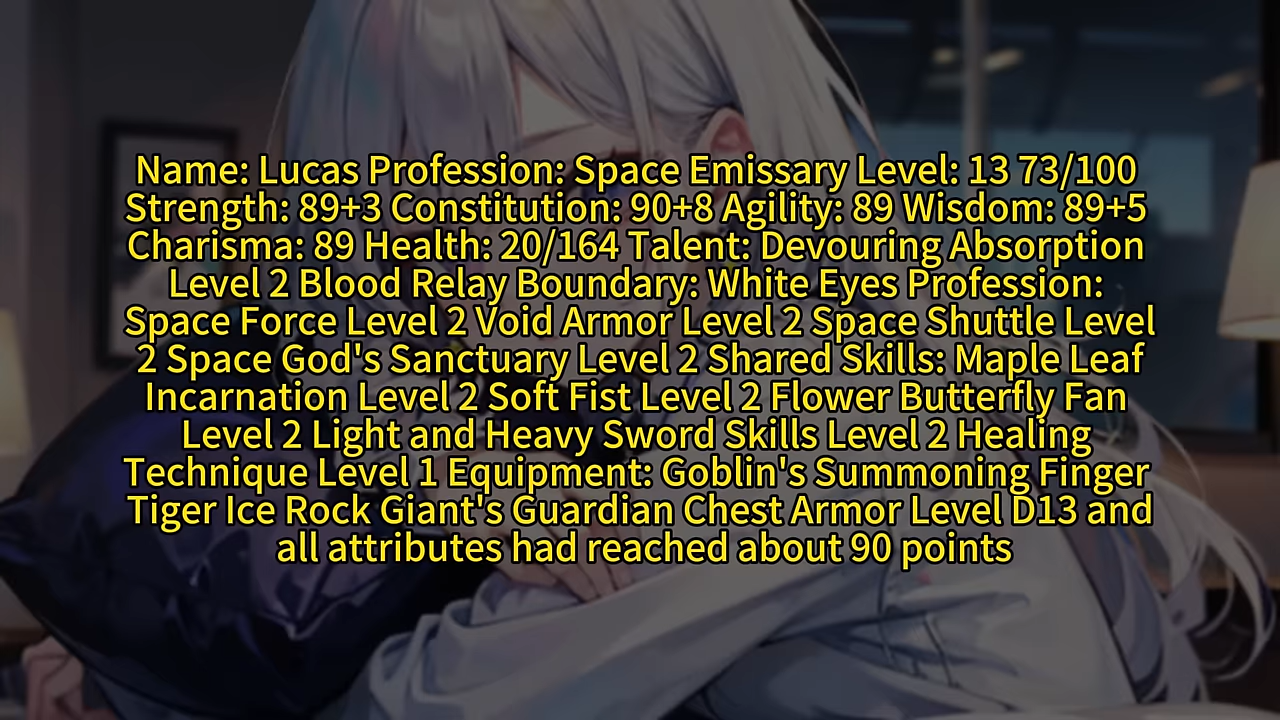 Name: Lucas Profession: Space Emissary Level: 13 73/100
Strength: 89+3 Constitution: 90+8 Agility: 89 Wisdom: 89+5
Charisma: 89 Health: 20/164 Talent: Devouring Absorption
Level 2 Blood Relay Boundary: White Eyes Profession:
Space Force Level 2 Void Armor Level 2 Space Shuttle Level
2 Space God's Sanctuary Level 2 Shared Skills: Maple Leaf
Incarnation Level 2 Soft Fist Level 2 Flower Butterfly Fan
Level 2 Light and Heavy Sword Skills Level 2 Healing
Technique Level 1 Equipment: Goblin's Summoning Finger
Tiger Ice Rock Giant's Guardian Chest Armor Level D13 and
all attributes had reached about 90 points